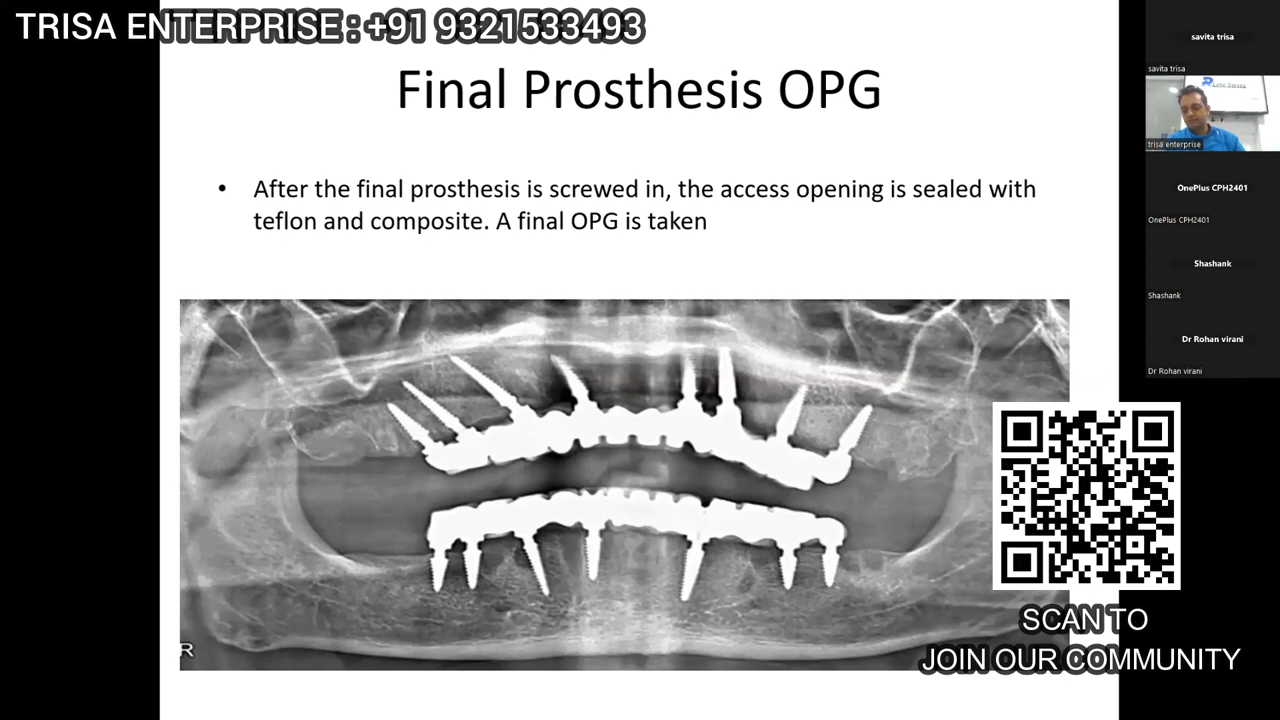 TRISA ENTERPRISE : +91 9321533493
Final Prosthesis OPG
• After the final prosthesis is screwed in, the access opening is sealed with
teflon and composite. A final OPG is taken
R
savita trisa
savita trisa
trisa enterprise
OnePlus CPH2401
OnePlus CPH2401
Shashank
Shashank
Dr Rohan virani
Dr Rohan virani
SCAN TO
JOIN OUR COMMUNITY